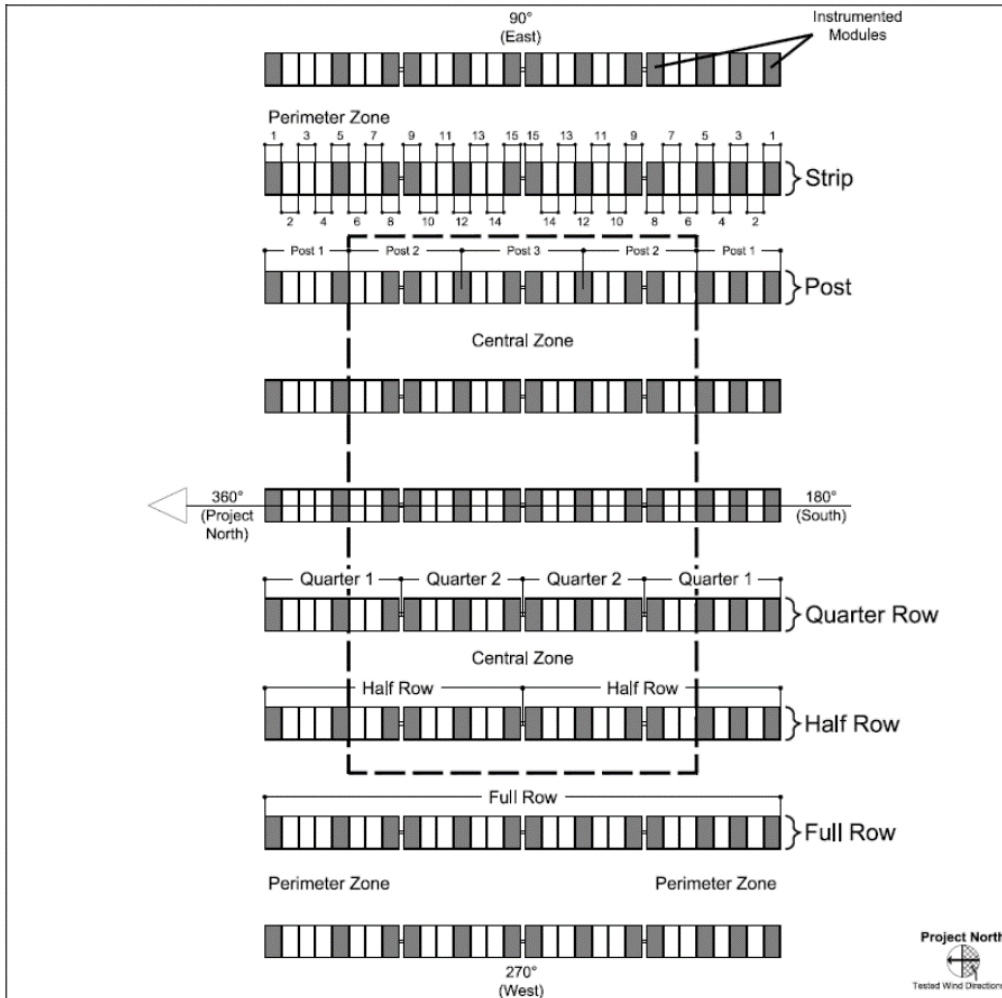 90°
(East)
Instrumented
Modules
Perimeter Zone
1 3 5 7 9 11 13 15 15 13 11 9 7 5 3 1
Strip
2 4 6 8 10 12 14 14 12 10 8 6 4 2
Post 1 Post 2 Post 3 Post 2 Post 1
Post
Central Zone
360°
(Project
North)
180°
(South)
Quarter 1 Quarter 2 Quarter 2 Quarter 1
Quarter Row
Central Zone
Half Row Half Row
Half Row
Full Row
Full Row
Perimeter Zone Perimeter Zone
270°
(West)
Project North
Tested Wind Directions